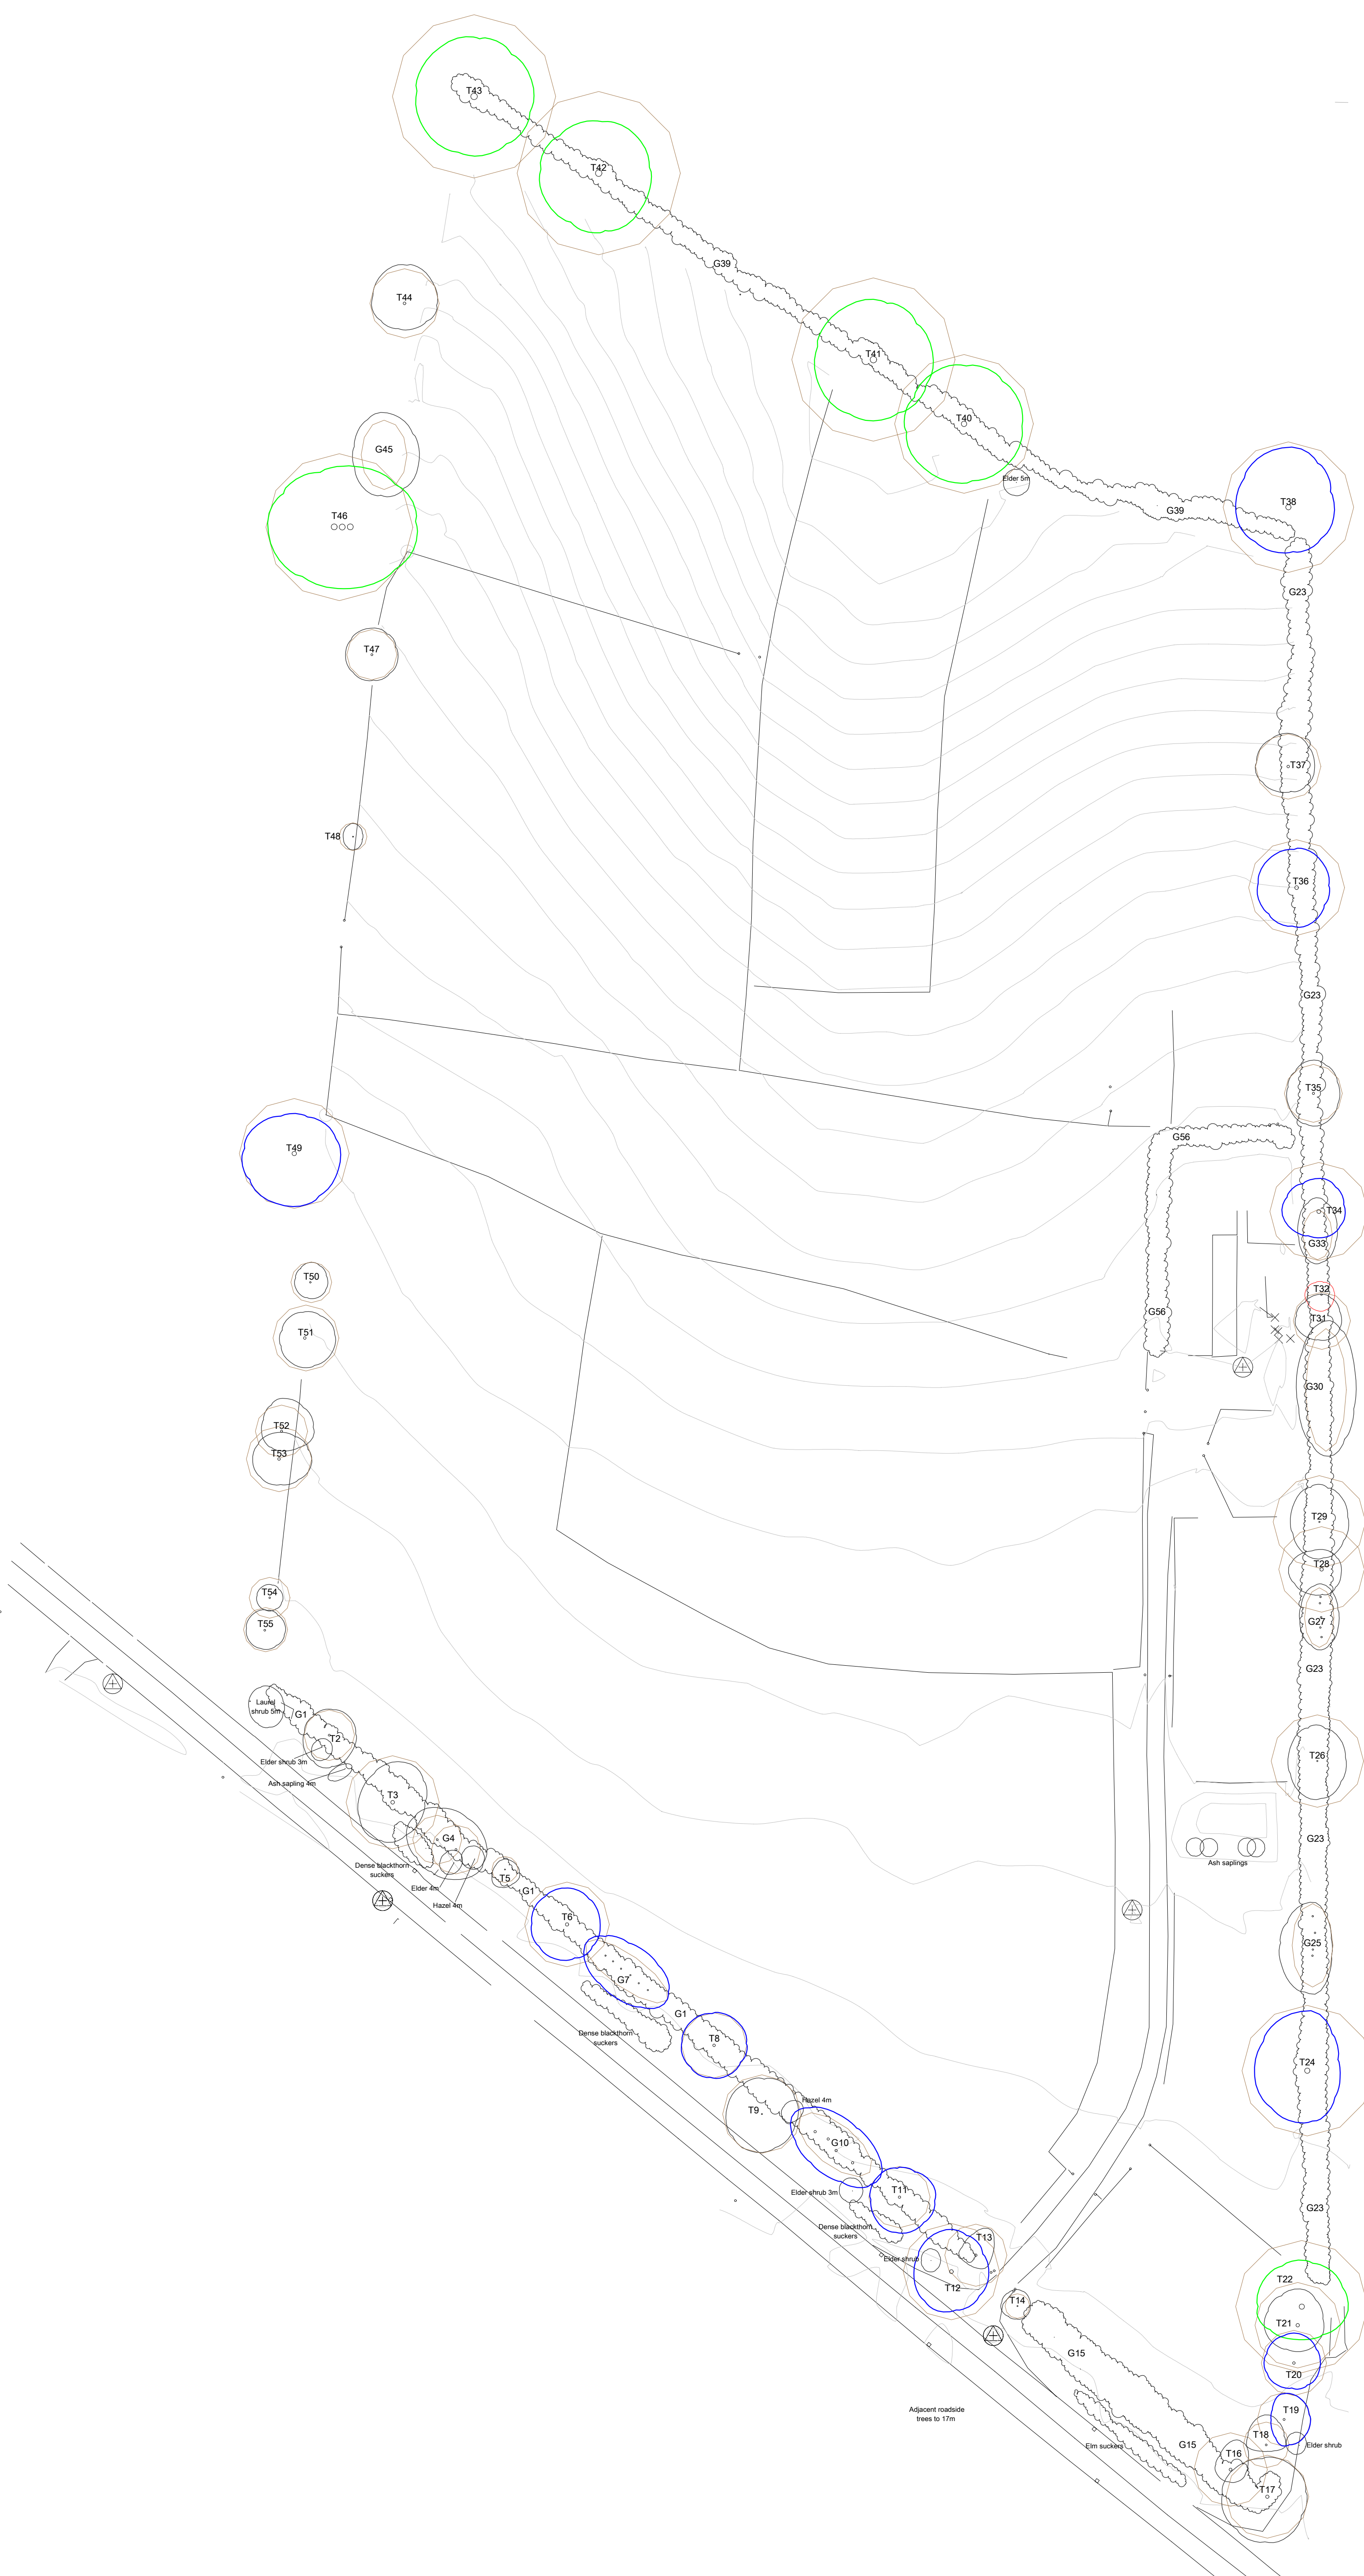 T43
T42
G39
T44
T41
T40
G45
Elder 5m
T38
G39
T46
G23
T47
T37
T48
T36
G23
T35
G56
T49
T34
G33
T50
T32
G56
T31
T51
G30
T52
T53
T29
T28
T54
G27
T55
G23
Laurel
shrub 5m
G1
T2
Elder shrub 3m
T26
Ash sapling 4m
T3
G4
G23
Dense blackthorn
suckers
Ash saplings
T5
Elder 4m
G1
Hazel 4m
T6
G25
G7
G1
Dense blackthorn
suckers
T8
T24
Hazel 4m
T9
G10
Elder shrub 3m
T11
G23
Dense blackthorn
suckers
T13
Elder shrub
T22
T12
T14
T21
G15
T20
Adjacent roadside
trees to 17m
T19
T18
Elm suckers
G15
Elder shrub
T16
T17